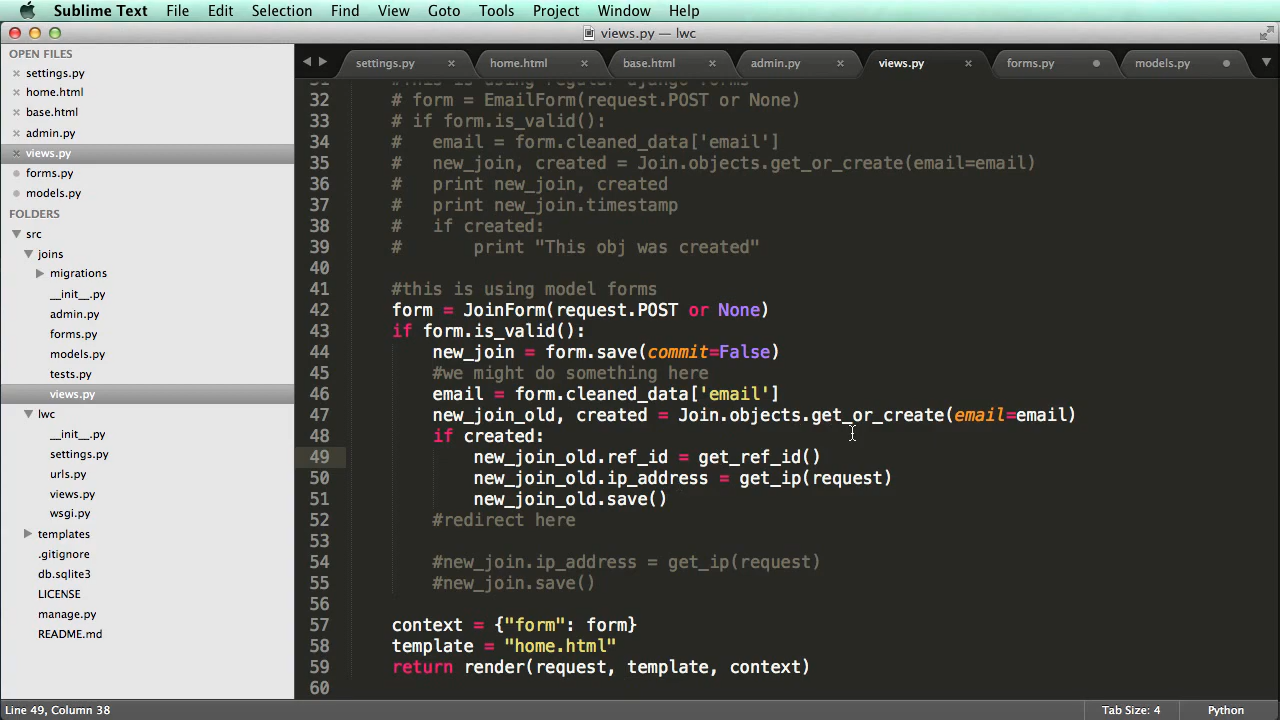 Sublime Text File Edit Selection Find View Goto Tools Project Window Help
views.py — lwc
OPEN FILES
settings.py
home.html
base.html
admin.py
views.py
forms.py
models.py
FOLDERS
src
joins
migrations
__init__.py
admin.py
forms.py
models.py
tests.py
views.py
lwc
__init__.py
settings.py
urls.py
views.py
wsgi.py
templates
.gitignore
db.sqlite3
LICENSE
manage.py
README.md
settings.py home.html base.html admin.py views.py forms.py models.py
31 #This is using regular django forms
32 # form = EmailForm(request.POST or None)
33 # if form.is_valid():
34 #   email = form.cleaned_data['email']
35 #   new_join, created = Join.objects.get_or_create(email=email)
36 #   print new_join, created
37 #   print new_join.timestamp
38 #   if created:
39 #       print "This obj was created"
40
41 #this is using model forms
42 form = JoinForm(request.POST or None)
43 if form.is_valid():
44     new_join = form.save(commit=False)
45     #we might do something here
46     email = form.cleaned_data['email']
47     new_join_old, created = Join.objects.get_or_create(email=email)
48     if created:
49         new_join_old.ref_id = get_ref_id()
50         new_join_old.ip_address = get_ip(request)
51         new_join_old.save()
52     #redirect here
53
54     #new_join.ip_address = get_ip(request)
55     #new_join.save()
56
57 context = {"form": form}
58 template = "home.html"
59 return render(request, template, context)
60
Line 49, Column 38 Tab Size: 4 Python